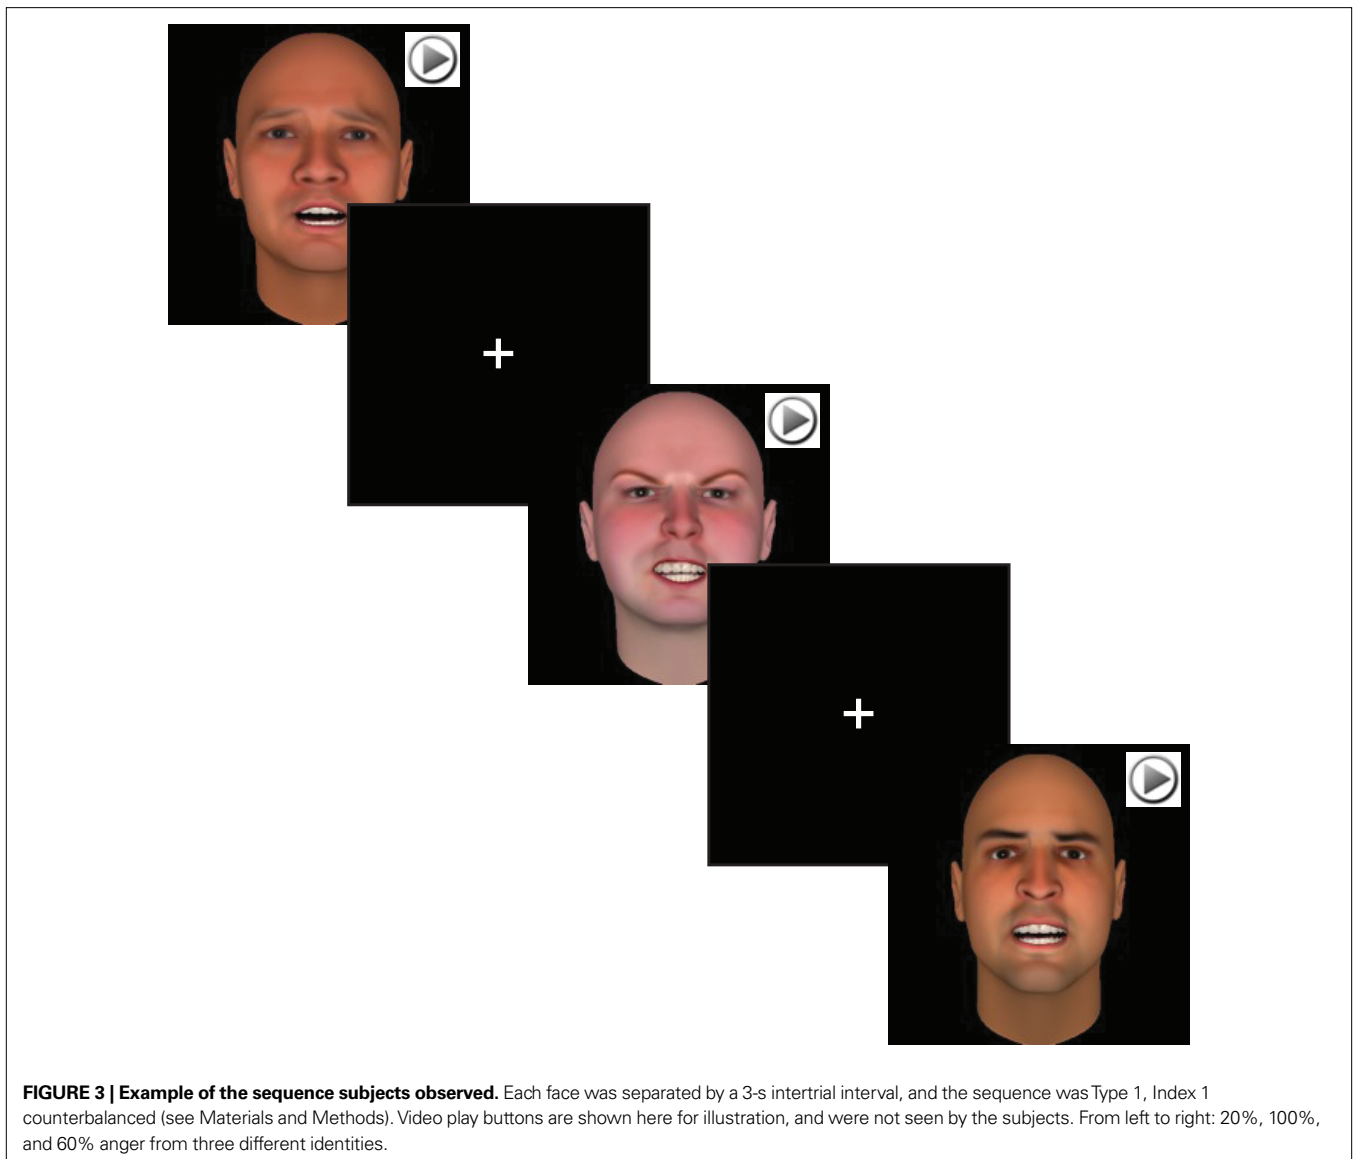 FIGURE 3 | Example of the sequence subjects observed. Each face was separated by a 3-s intertrial interval, and the sequence was Type 1, Index 1
counterbalanced (see Materials and Methods). Video play buttons are shown here for illustration, and were not seen by the subjects. From left to right: 20%, 100%,
and 60% anger from three different identities.